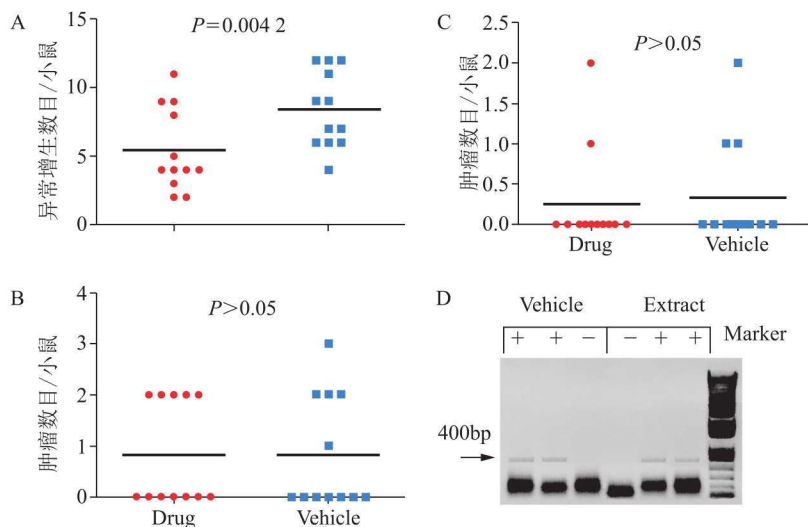 A
P=0.004 2
异常增生数目/小鼠
15
10
5
0
B
P>0.05
肿瘤数目/小鼠
4
3
2
1
0
Drug Vehicle
C
P>0.05
肿瘤数目/小鼠
2.5
2.0
1.5
1.0
0.5
0.0
Drug Vehicle
D
Vehicle Extract
+ + − − + + Marker
400bp